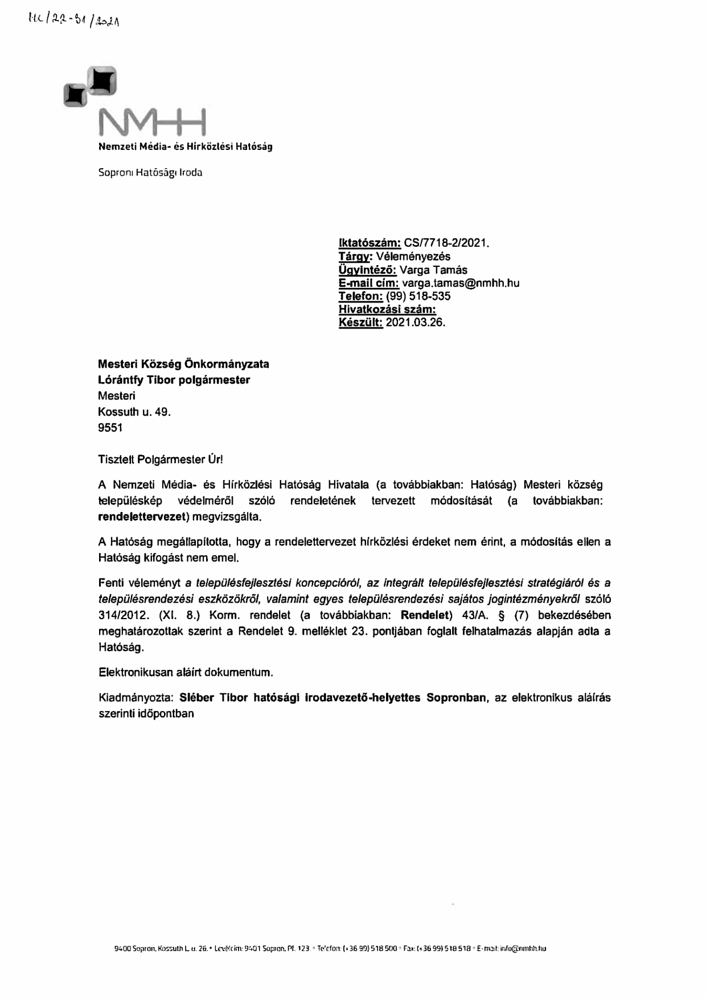 /22-31/2021
NMHH
Nemzeti Média- és Hírközlési Hatóság
Soproni Hatósági Iroda
Iktatószám: CS/7718-2/2021.
Tárgy: Véleményezés
Ügyintéző: Varga Tamás
E-mail cím: varga.tamas@nmhh.hu
Telefon: (99) 518-535
Hivatkozási szám:
Készült: 2021.03.26.
Mesteri Község Önkormányzata
Lórántfy Tibor polgármester
Mesteri
Kossuth u. 49.
9551
Tisztelt Polgármester Úr!
A Nemzeti Média- és Hírközlési Hatóság Hivatala (a továbbiakban: Hatóság) Mesteri község
településkép védelméről szóló rendeletének tervezett módosítását (a továbbiakban:
rendelettervezet) megvizsgálta.
A Hatóság megállapította, hogy a rendelettervezet hírközlési érdeket nem érint, a módosítás ellen a
Hatóság kifogást nem emel.
Fenti véleményt a településfejlesztési koncepcióról, az integrált településfejlesztési stratégiáról és a
településrendezési eszközökről, valamint egyes településrendezési sajátos jogintézményekről szóló
314/2012. (XI. 8.) Korm. rendelet (a továbbiakban: Rendelet) 43/A. § (7) bekezdésében
meghatározottak szerint a Rendelet 9. melléklet 23. pontjában foglalt felhatalmazás alapján adta a
Hatóság.
Elektronikusan aláírt dokumentum.
Kiadmányozta: Sléber Tibor hatósági irodavezető-helyettes Sopronban, az elektronikus aláírás
szerinti időpontban
9400 Sopron, Kossuth L. u. 26. • Levélcím: 9401 Sopron, Pf. 123 • Telefon: (+36 99) 518 500 • Fax: (+36 99) 518 518 • E-mail: info@nmhh.hu